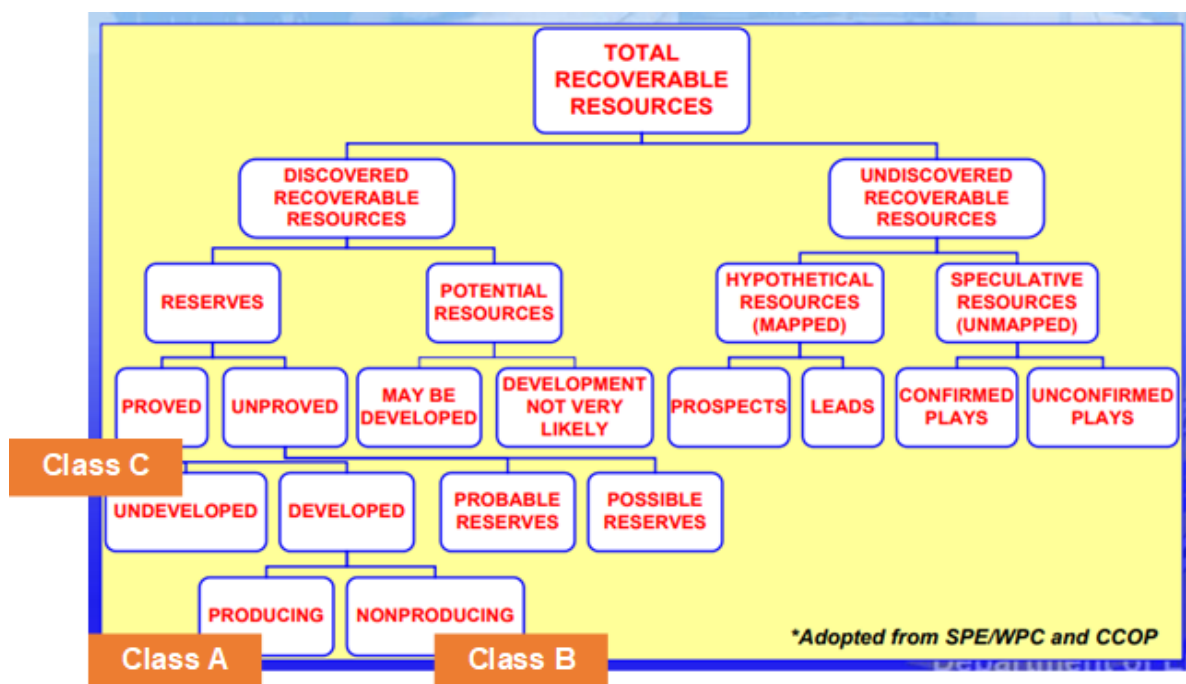 TOTAL
RECOVERABLE
RESOURCES
DISCOVERED
RECOVERABLE
RESOURCES
UNDISCOVERED
RECOVERABLE
RESOURCES
RESERVES
POTENTIAL
RESOURCES
HYPOTHETICAL
RESOURCES
(MAPPED)
SPECULATIVE
RESOURCES
(UNMAPPED)
PROVED
UNPROVED
MAY BE
DEVELOPED
DEVELOPMENT
NOT VERY
LIKELY
PROSPECTS
LEADS
CONFIRMED
PLAYS
UNCONFIRMED
PLAYS
Class C
UNDEVELOPED
DEVELOPED
PROBABLE
RESERVES
POSSIBLE
RESERVES
PRODUCING
NONPRODUCING
*Adopted from SPE/WPC and CCOP
Class A
Class B
Department of